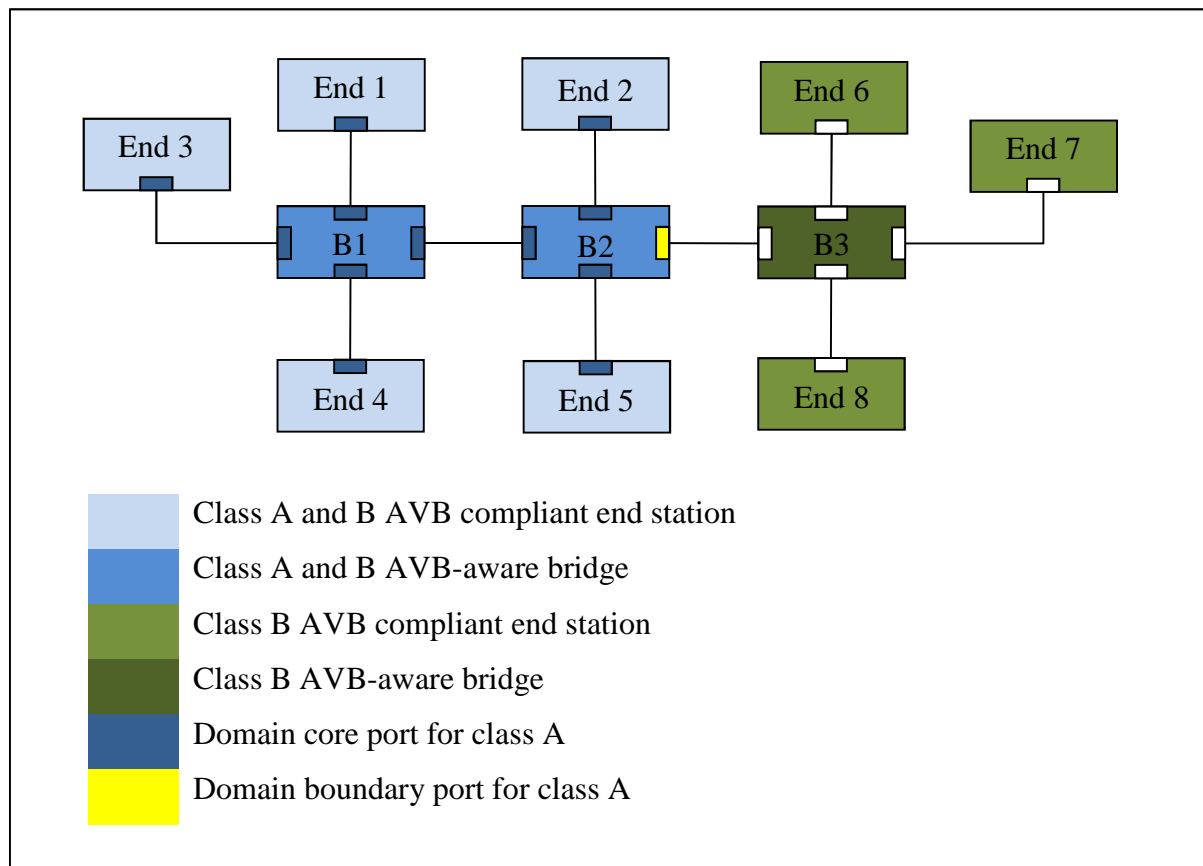 End 1
End 2
End 6
End 3
End 7
B1
B2
B3
End 4
End 5
End 8
Class A and B AVB compliant end station
Class A and B AVB-aware bridge
Class B AVB compliant end station
Class B AVB-aware bridge
Domain core port for class A
Domain boundary port for class A